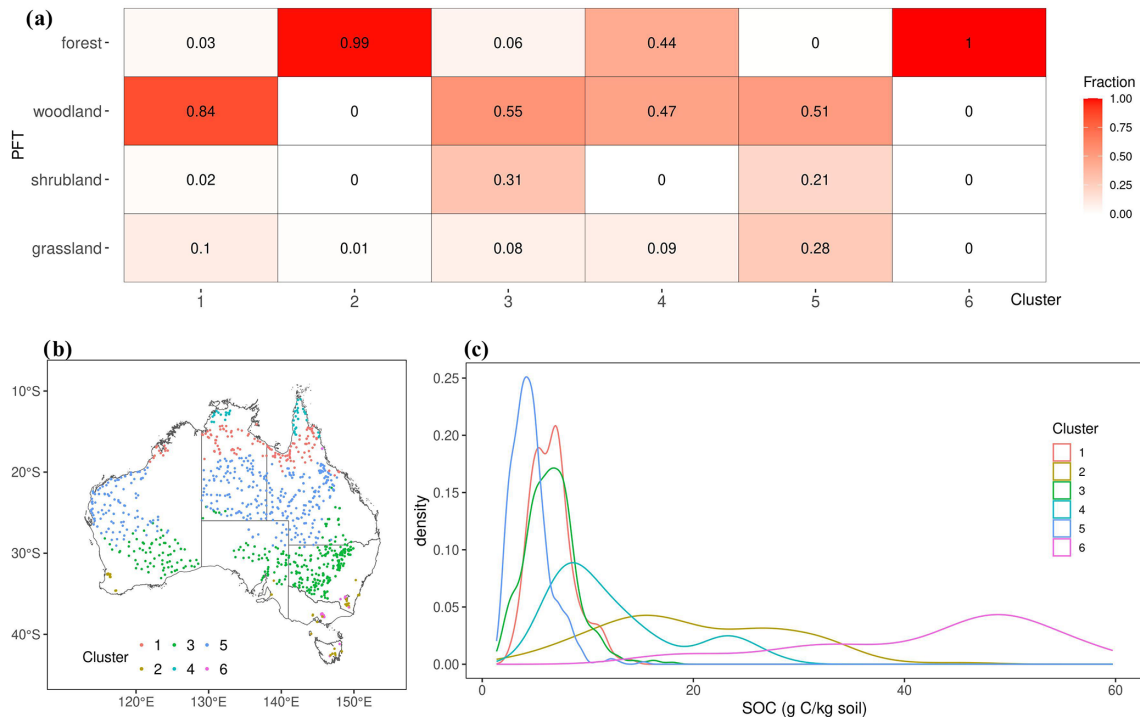 (a)
forest
0.03 0.99 0.06 0.44 0 1
woodland
0.84 0 0.55 0.47 0.51 0
shrubland
0.02 0 0.31 0 0.21 0
grassland
0.1 0.01 0.08 0.09 0.28 0
PFT
1 2 3 4 5 6
Cluster
Fraction
1.00
0.75
0.50
0.25
0.00
(b)
10°S
20°S
30°S
40°S
120°E 130°E 140°E 150°E
Cluster
1 3 5
2 4 6
(c)
0.25
0.20
0.15
0.10
0.05
0.00
density
0 20 40 60
SOC (g C/kg soil)
Cluster
1
2
3
4
5
6